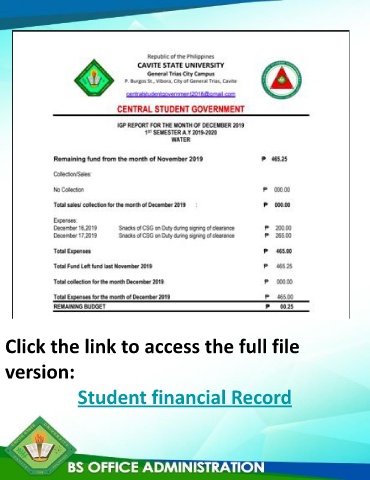 Republic of the Philippines
CAVITE STATE UNIVERSITY
General Trias City Campus
P. Burgos St., Vibora, City of General Trias, Cavite
centralstudentgovernment2018@gmail.com
CENTRAL STUDENT GOVERNMENT
IGP REPORT FOR THE MONTH OF DECEMBER 2019
1ST SEMESTER A.Y 2019-2020
WATER
Remaining fund from the month of November 2019 ₱ 465.25
Collection/Sales:
No Collection ₱ 000.00
Total sales/ collection for the month of December 2019 : ₱ 000.00
Expenses:
December 16,2019 Snacks of CSG on Duty during signing of clearance ₱ 200.00
December 17,2019 Snacks of CSG on Duty during signing of clearance ₱ 265.00
Total Expenses ₱ 465.00
Total Fund Left fund last November 2019 ₱ 465.25
Total collection for the month December 2019 ₱ 000.00
Total Expenses for the month of December 2019 ₱ 465.00
REMAINING BUDGET ₱ 00.25
Click the link to access the full file
version:
Student financial Record
BS OFFICE ADMINISTRATION